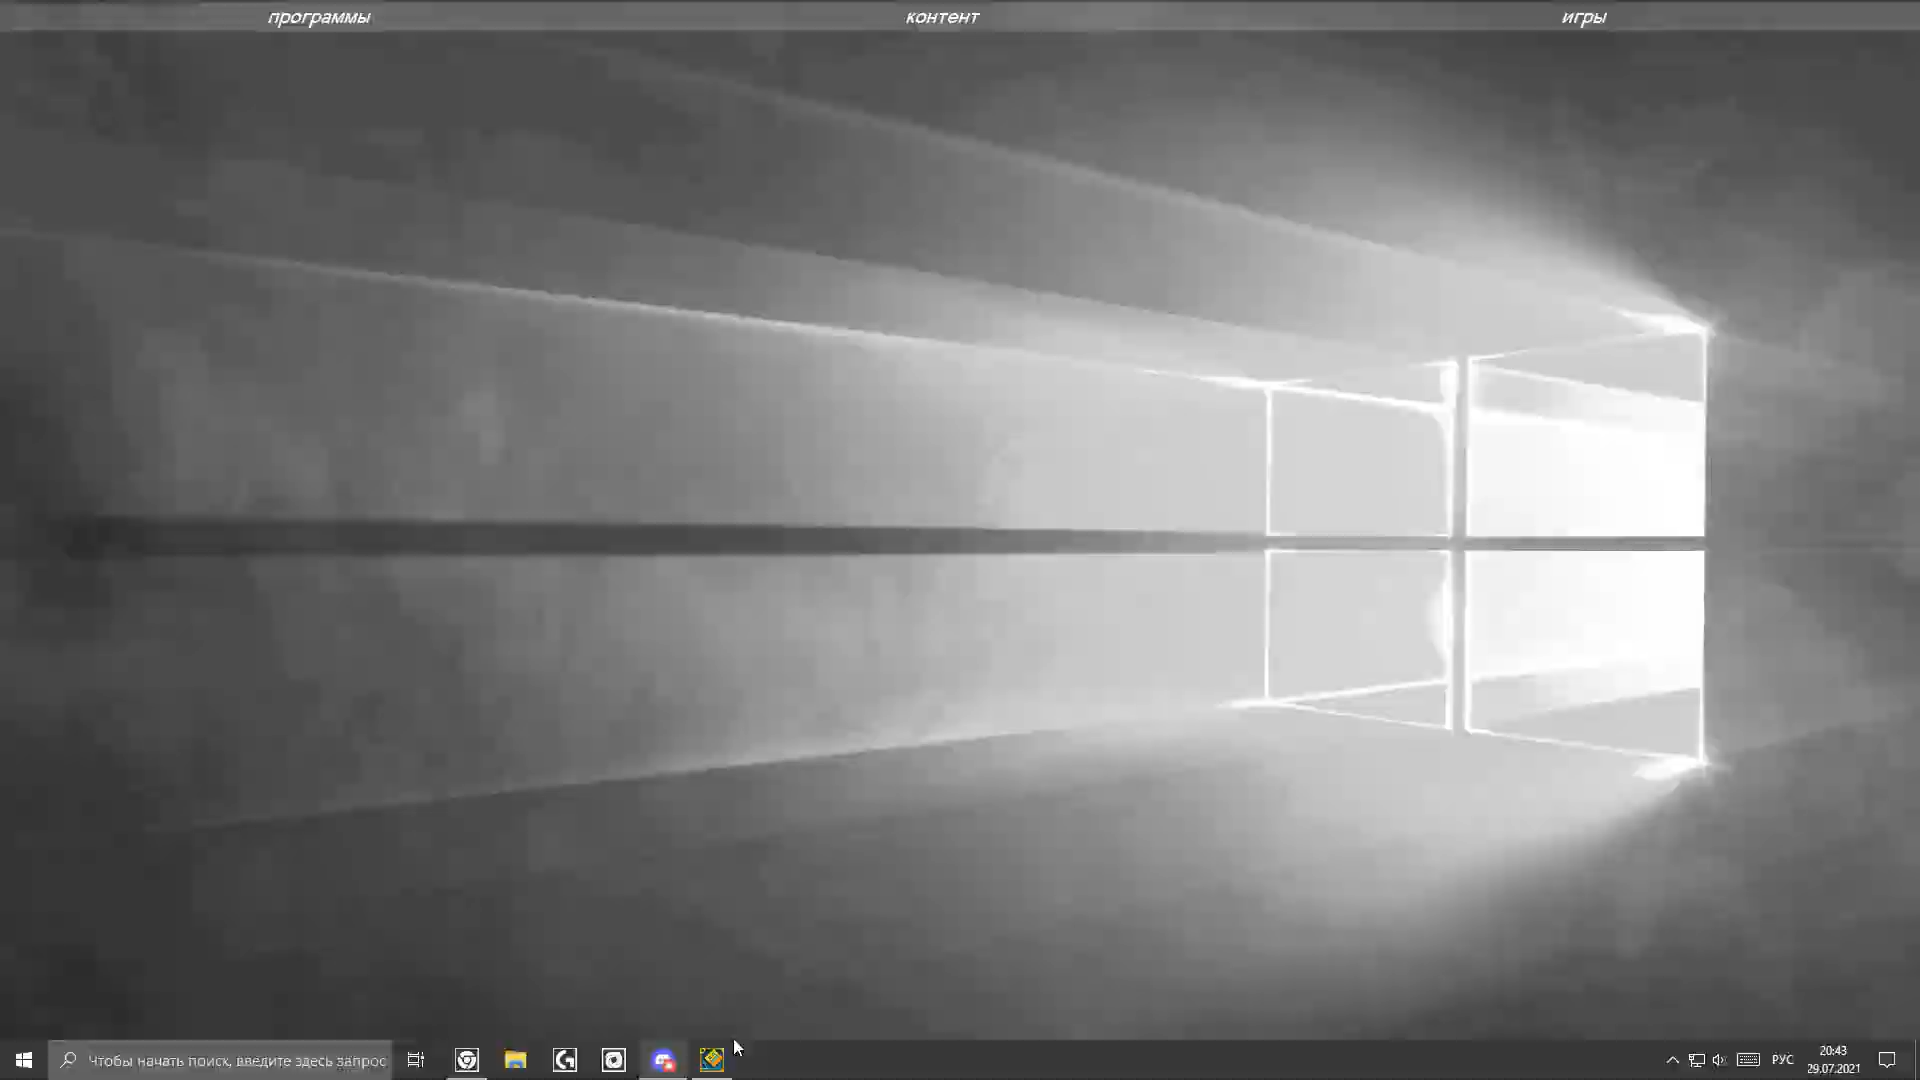 программы
контент
игры
Чтобы начать поиск, введите здесь запрос
РУС
20:43
29.07.2021